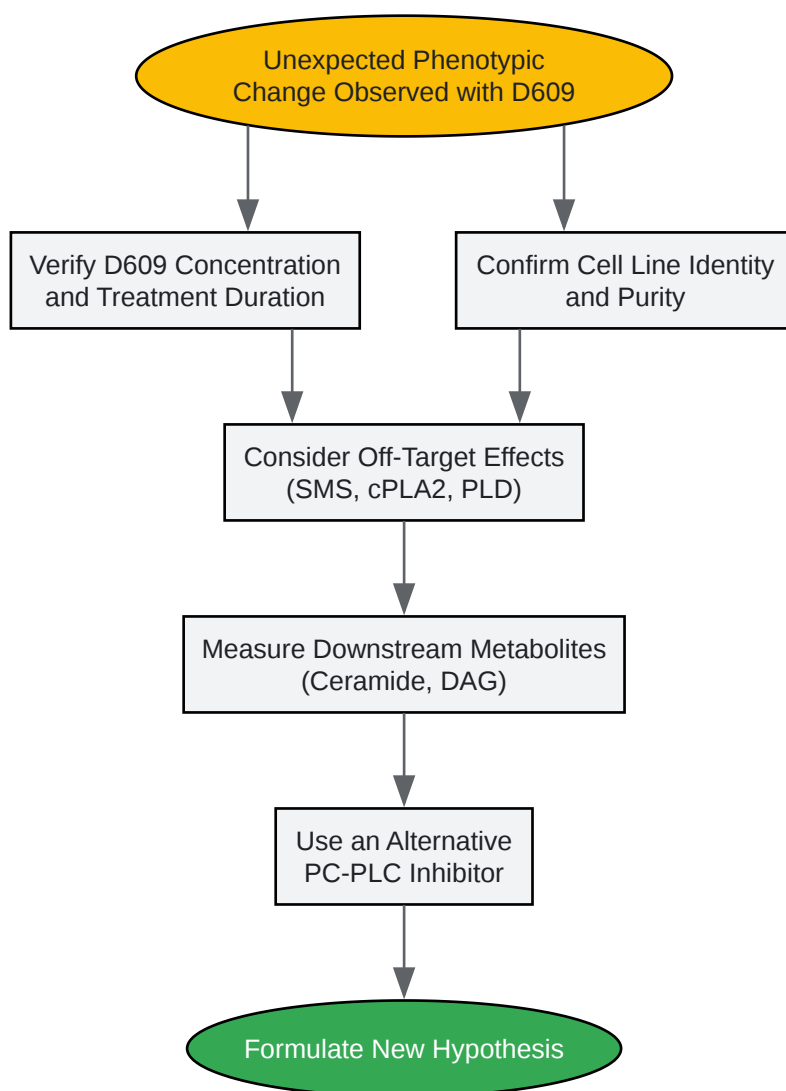 Unexpected Phenotypic
Change Observed with D609
Verify D609 Concentration
and Treatment Duration
Confirm Cell Line Identity
and Purity
Consider Off-Target Effects
(SMS, cPLA2, PLD)
Measure Downstream Metabolites
(Ceramide, DAG)
Use an Alternative
PC-PLC Inhibitor
Formulate New Hypothesis